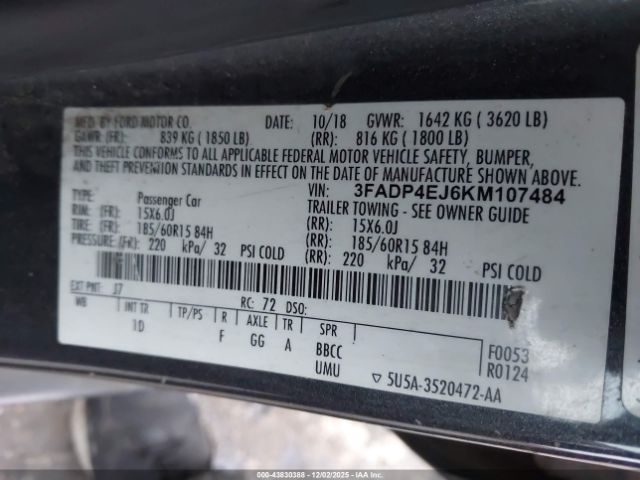 MFD. BY FORD MOTOR CO. DATE: 10/18 GVWR: 1642 KG ( 3620 LB)
GAWR (FR): 839 KG ( 1850 LB) (RR): 816 KG ( 1800 LB)
THIS VEHICLE CONFORMS TO ALL APPLICABLE FEDERAL MOTOR VEHICLE SAFETY, BUMPER,
AND THEFT PREVENTION STANDARDS IN EFFECT ON THE DATE OF MANUFACTURE SHOWN ABOVE.
VIN: 3FADP4EJ6KM107484
TYPE: Passenger Car TRAILER TOWING - SEE OWNER GUIDE
RIM: (FR): 15X6.0J (RR): 15X6.0J
TIRE: (FR): 185/60R15 84H (RR): 185/60R15 84H
PRESSURE: (FR): 220 kPa/ 32 PSI COLD (RR): 220 kPa/ 32 PSI COLD
EXT PNT: J7 RC: 72 DSO:
WB INT TR TP/PS R AXLE TR SPR F0053
1D F GG A BBCC R0124
UMU 5U5A-3520472-AA
000-43830388 - 12/02/2025 - IAAI.com